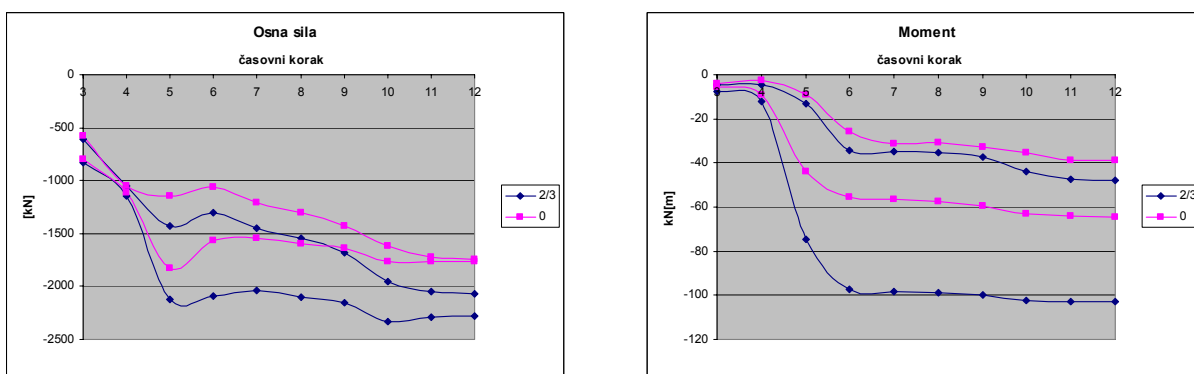 Osna sila
časovni korak
0
3 4 5 6 7 8 9 10 11 12
-500
-1000
-1500
-2000
-2500
[kN]
2/3
0
Moment
časovni korak
0
4 5 6 7 8 9 10 11 12
-20
-40
-60
-80
-100
-120
kN[m]
2/3
0